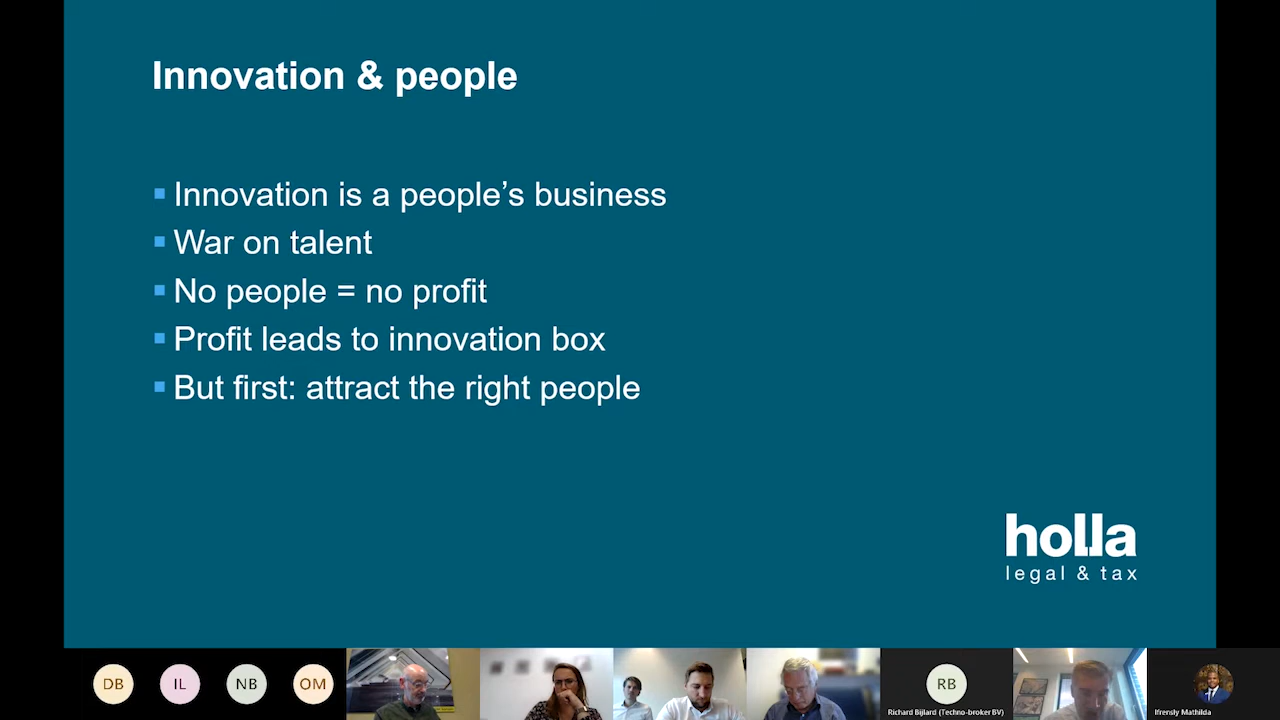 Innovation & people
Innovation is a people’s business
War on talent
No people = no profit
Profit leads to innovation box
But first: attract the right people
holla
legal & tax
DB
IL
NB
OM
RB
Richard Bijlard (Techno-broker BV)
Ifrensly Mathilda